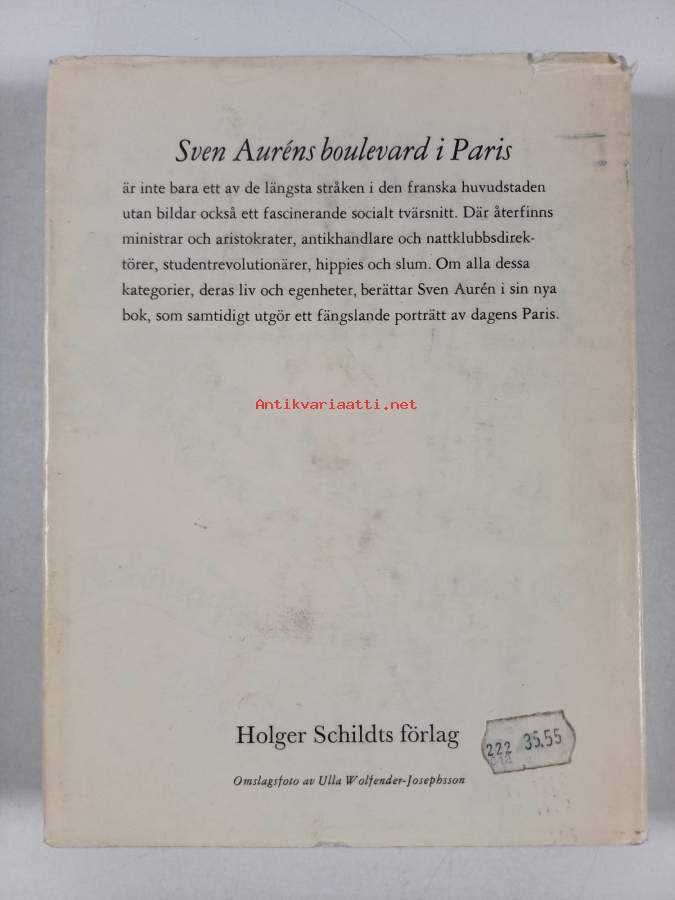 Sven Auréns boulevard i Paris
är inte bara ett av de längsta stråken i den franska huvudstaden
utan bildar också ett fascinerande socialt tvärsnitt. Där återfinns
ministrar och aristokrater, antikhandlare och nattklubbsdirek-
törer, studentrevolutionärer, hippies och slum. Om alla dessa
kategorier, deras liv och egenheter, berättar Sven Aurén i sin nya
bok, som samtidigt utgör ett fängslande porträtt av dagens Paris.
Antikvariaatti.net
Holger Schildts förlag
222 35.55
012
Omslagsfoto av Ulla Wolfender-Josephsson